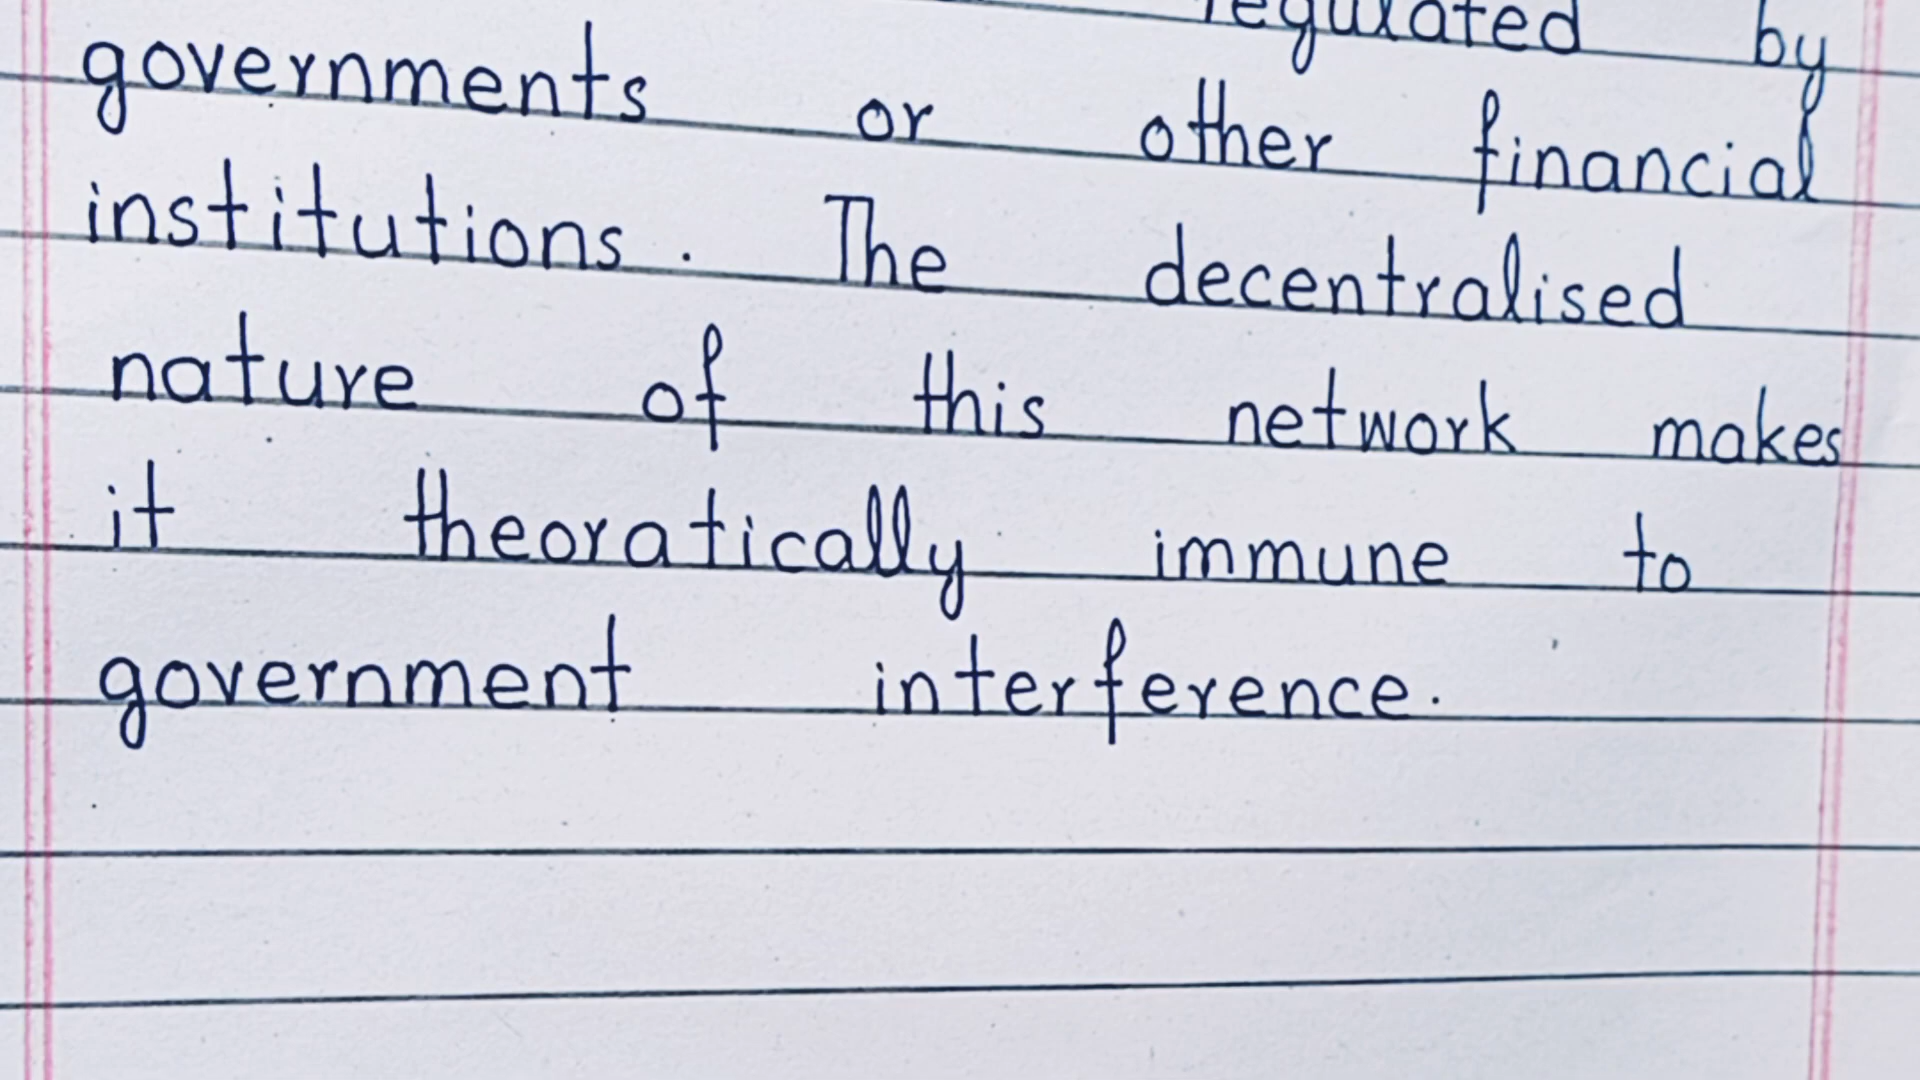 regulated by
governments or other financial
institutions. The decentralised
nature of this network makes
it theoratically immune to
government interference.